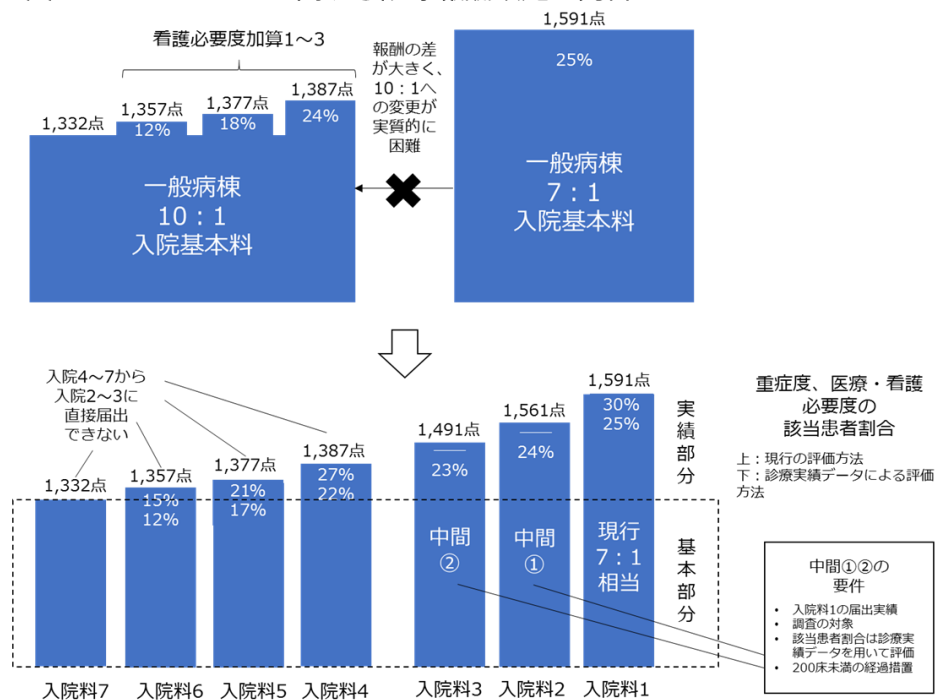 1,591点
25%
看護必要度加算1～3
報酬の差
が大きく、
10：1へ
の変更が
実質的に
困難
1,332点
1,357点
12%
1,377点
18%
1,387点
24%
一般病棟
10：1
入院基本料
一般病棟
7：1
入院基本料
入院4～7から
入院2～3に
直接届出
できない
1,332点
1,357点
15%
12%
1,377点
21%
17%
1,387点
27%
22%
1,491点
23%
中間
②
1,561点
24%
中間
①
1,591点
30%
25%
現行
7：1
相当
実績部分
基本部分
重症度、医療・看護
必要度の
該当患者割合
上：現行の評価方法
下：診療実績データによる評価
方法
中間①②の
要件
• 入院料1の届出実績
• 調査の対象
• 該当患者割合は診療実
績データを用いて評価
• 200床未満の経過措置
入院料7
入院料6
入院料5
入院料4
入院料3
入院料2
入院料1